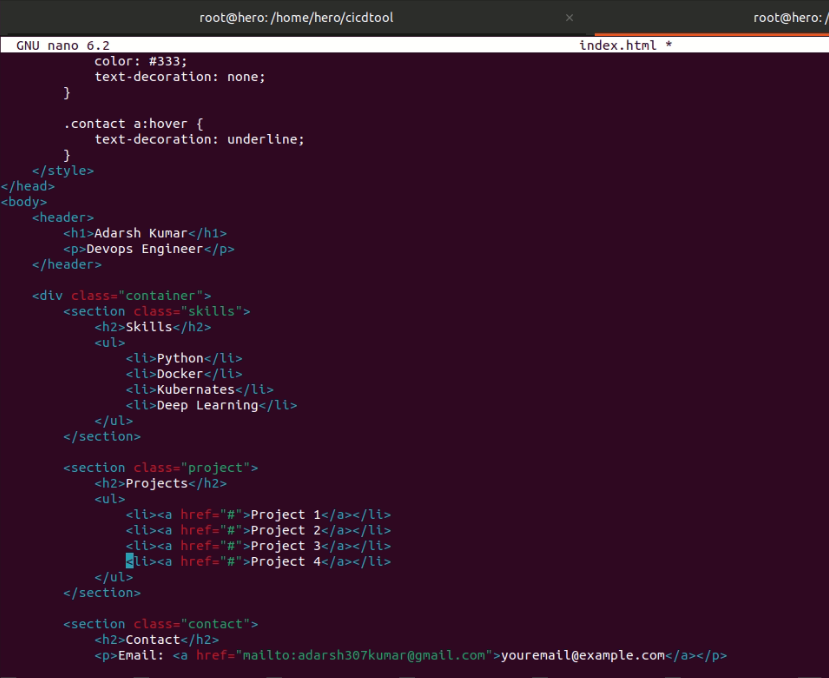 root@hero: /home/hero/cicdtool × root@hero: /
GNU nano 6.2 index.html *
            color: #333;
            text-decoration: none;
        }

        .contact a:hover {
            text-decoration: underline;
        }
    </style>
</head>
<body>
    <header>
        <h1>Adarsh Kumar</h1>
        <p>Devops Engineer</p>
    </header>

    <div class="container">
        <section class="skills">
            <h2>Skills</h2>
            <ul>
                <li>Python</li>
                <li>Docker</li>
                <li>Kubernates</li>
                <li>Deep Learning</li>
            </ul>
        </section>

        <section class="project">
            <h2>Projects</h2>
            <ul>
                <li><a href="#">Project 1</a></li>
                <li><a href="#">Project 2</a></li>
                <li><a href="#">Project 3</a></li>
                <li><a href="#">Project 4</a></li>
            </ul>
        </section>

        <section class="contact">
            <h2>Contact</h2>
            <p>Email: <a href="mailto:adarsh307kumar@gmail.com">youremail@example.com</a></p>